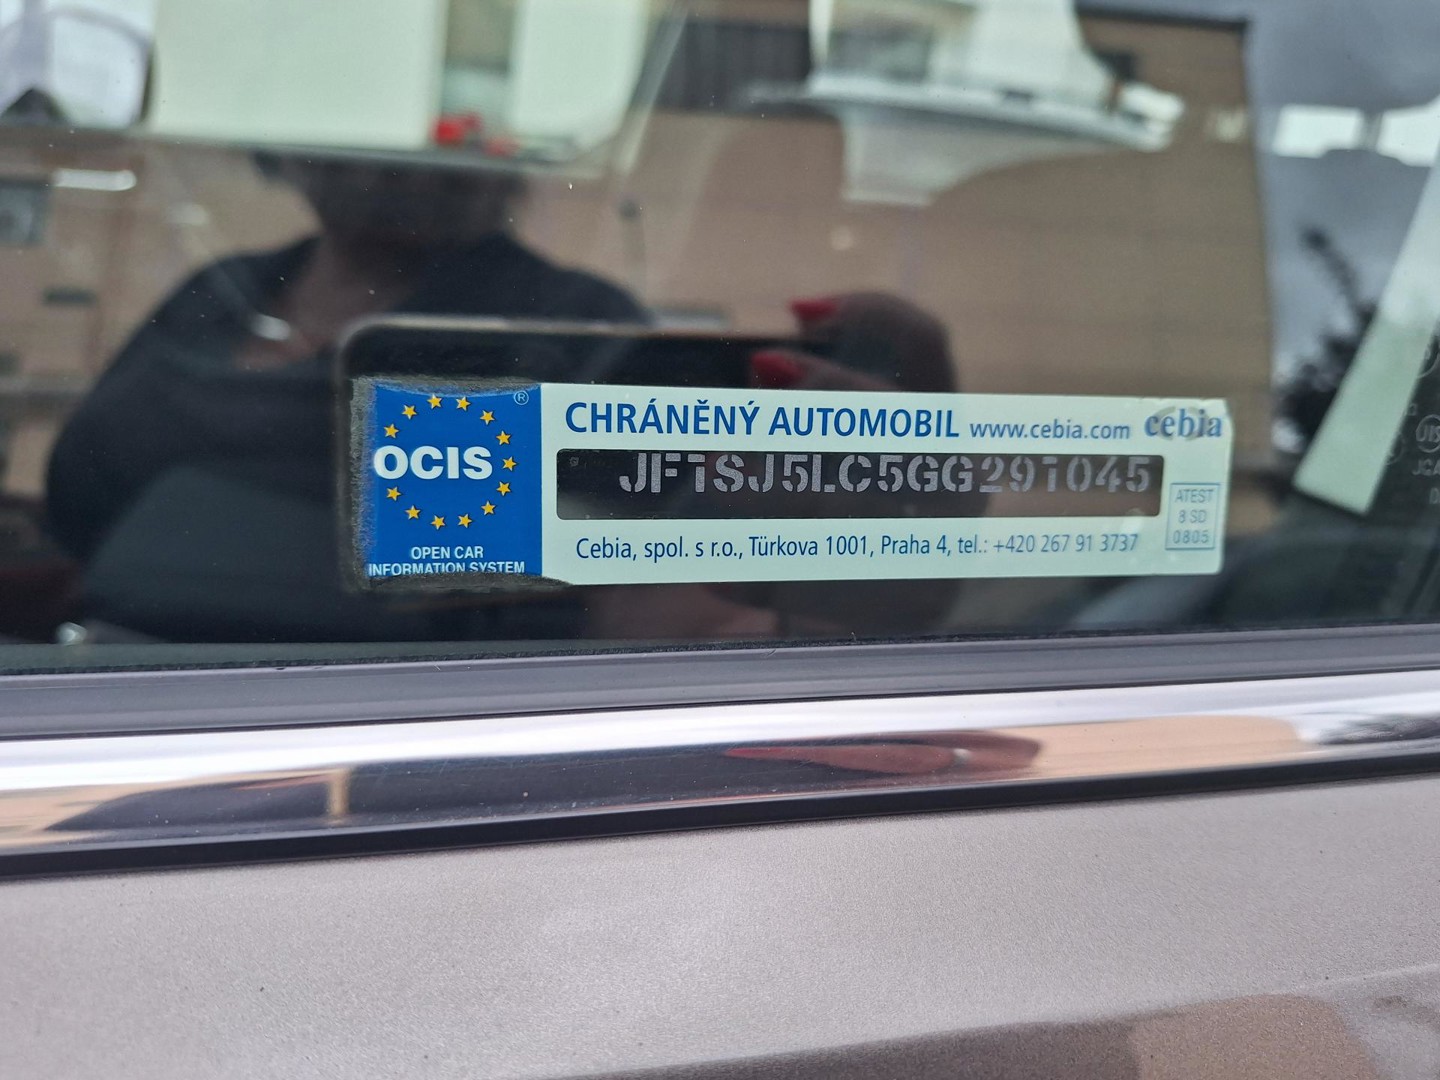 OCIS ®
OPEN CAR
INFORMATION SYSTEM
CHRÁNĚNÝ AUTOMOBIL www.cebia.com cebia
JF1SJ5LC5GG291045
ATEST
8 SD
0805
Cebia, spol. s r.o., Türkova 1001, Praha 4, tel.: +420 267 91 3737